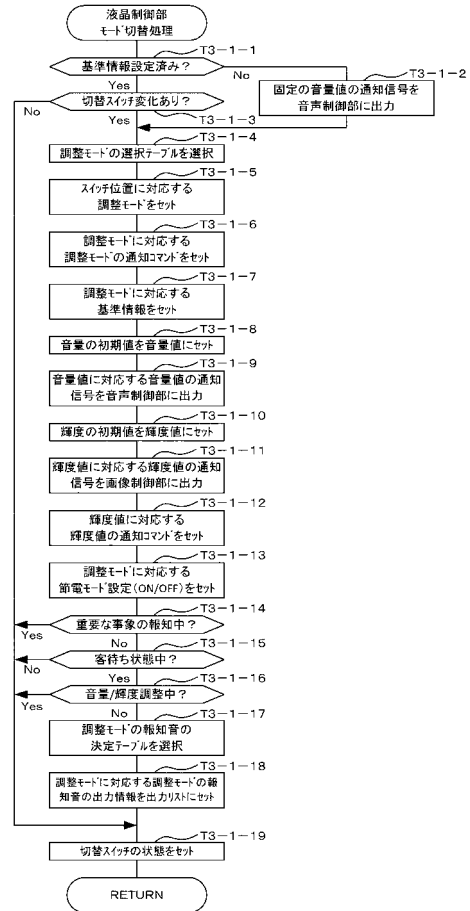 液晶制御部
モード切替処理
T3－1－1
基準情報設定済み？
No
T3－1－2
Yes
固定の音量値の通知信号を
音声制御部に出力
No
切替スイッチ変化あり？
Yes
T3－1－3
T3－1－4
調整モードの選択テーブルを選択
T3－1－5
スイッチ位置に対応する
調整モードをセット
T3－1－6
調整モードに対応する
調整モードの通知コマンドをセット
T3－1－7
調整モードに対応する
基準情報をセット
T3－1－8
音量の初期値を音量値にセット
T3－1－9
音量値に対応する音量値の通知
信号を音声制御部に出力
T3－1－10
輝度の初期値を輝度値にセット
T3－1－11
輝度値に対応する輝度値の通知
信号を画像制御部に出力
T3－1－12
輝度値に対応する
輝度値の通知コマンドをセット
T3－1－13
調整モードに対応する
節電モード設定（ON/OFF）をセット
T3－1－14
重要な事象の報知中？
Yes
No
T3－1－15
客待ち状態中？
No
Yes
T3－1－16
音量/輝度調整中？
Yes
No
T3－1－17
調整モードの報知音の
決定テーブルを選択
T3－1－18
調整モードに対応する調整モードの報
知音の出力情報を出力リストにセット
T3－1－19
切替スイッチの状態をセット
RETURN